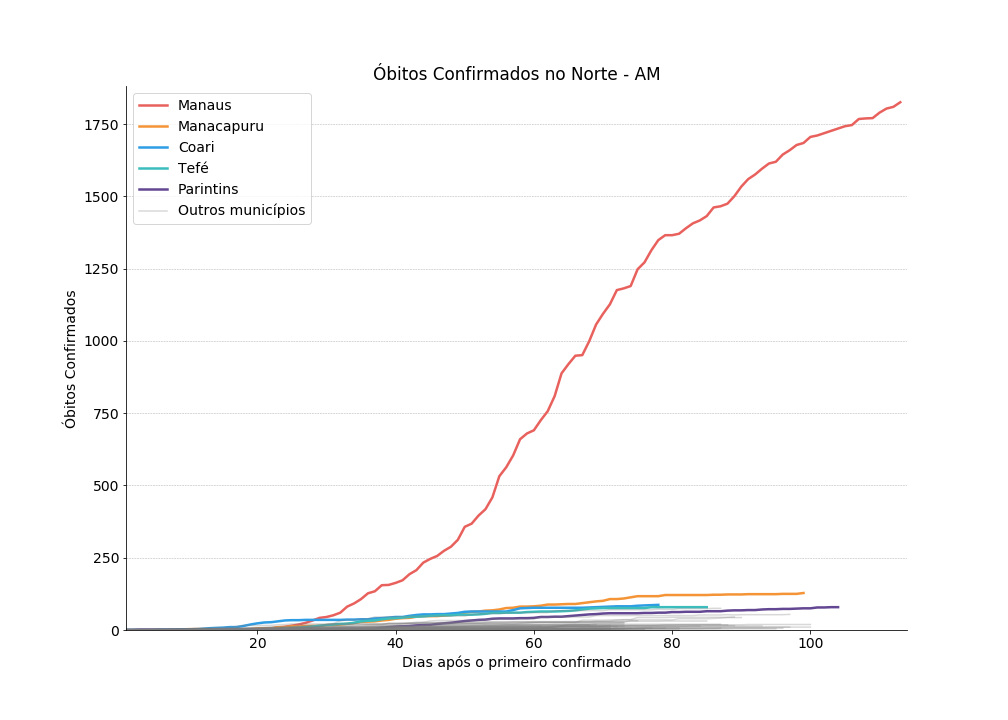 Óbitos Confirmados no Norte - AM
Manaus
Manacapuru
Coari
Tefé
Parintins
Outros municípios
Óbitos Confirmados
1750
1500
1250
1000
750
500
250
0
20
40
60
80
100
Dias após o primeiro confirmado